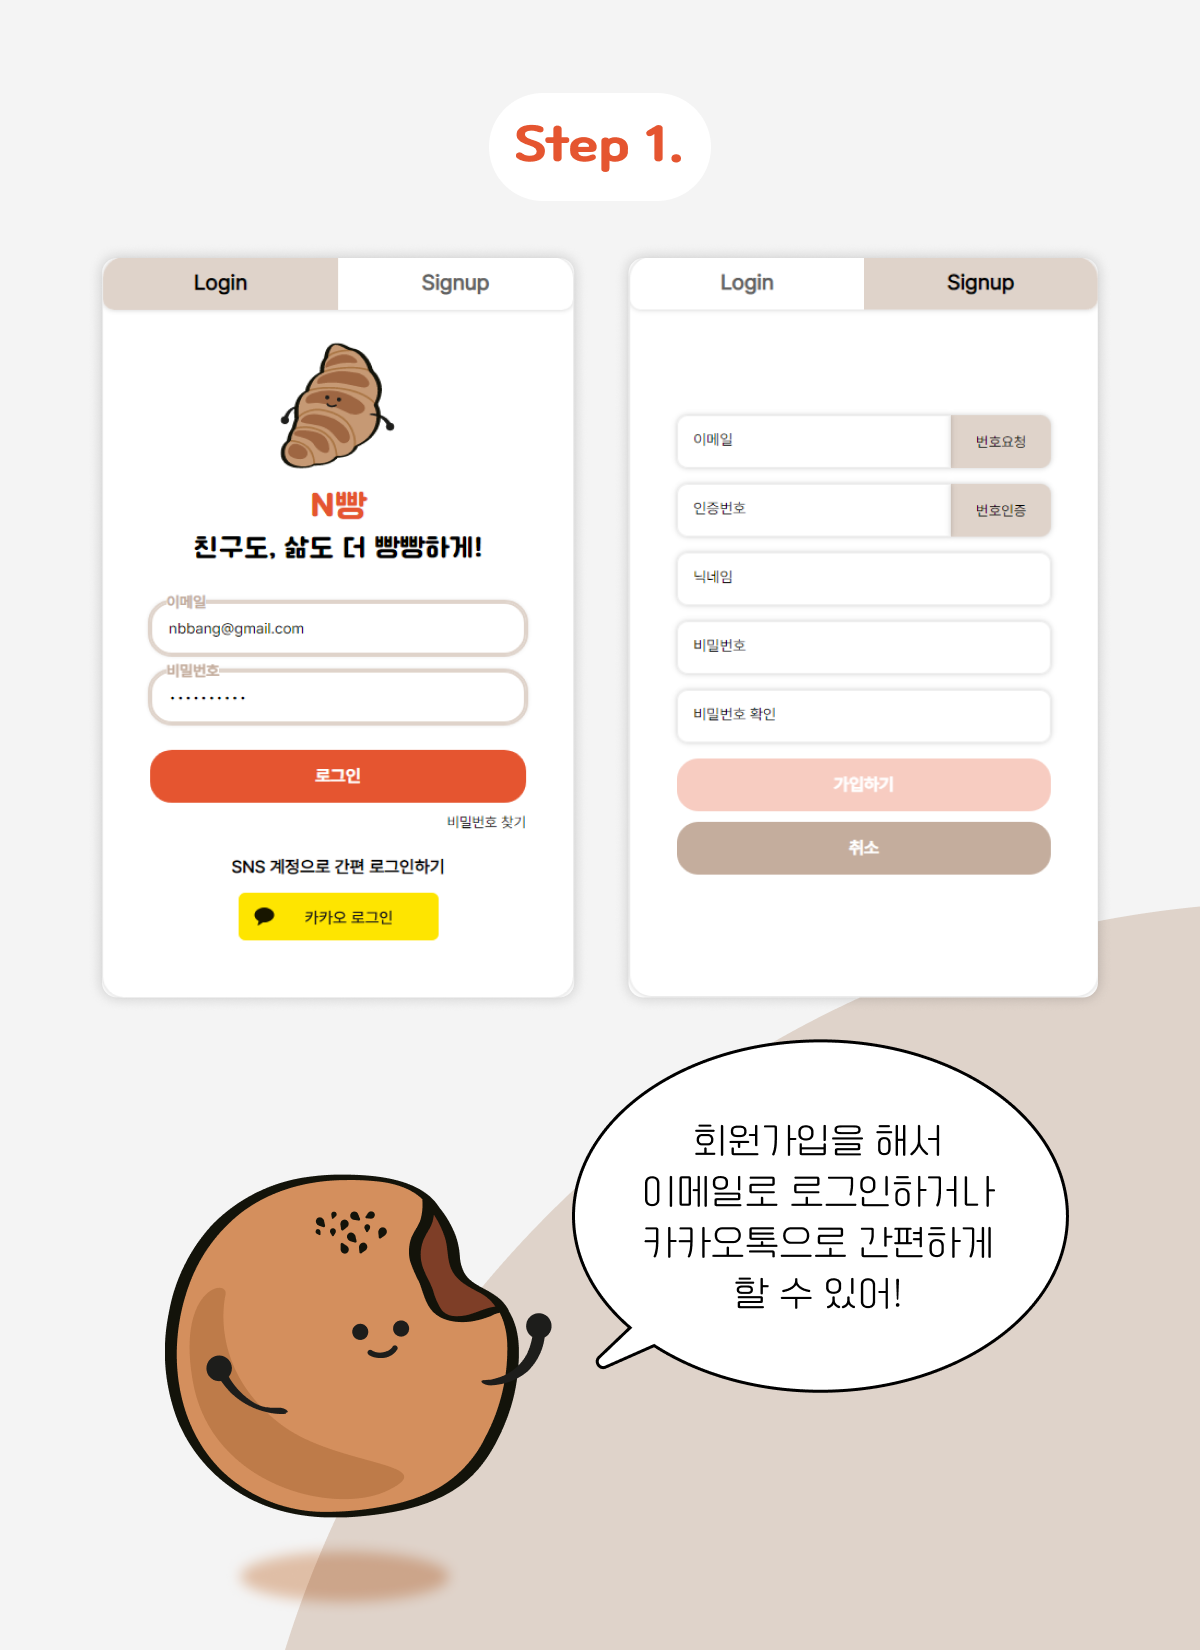 Step 1.
Login
Signup
N빵
친구도, 삶도 더 빵빵하게!
이메일
nbbang@gmail.com
비밀번호
••••••••••
로그인
비밀번호 찾기
SNS 계정으로 간편 로그인하기
카카오 로그인
Login
Signup
이메일
번호요청
인증번호
번호인증
닉네임
비밀번호
비밀번호 확인
가입하기
취소
회원가입을 해서
이메일로 로그인하거나
카카오톡으로 간편하게
할 수 있어!